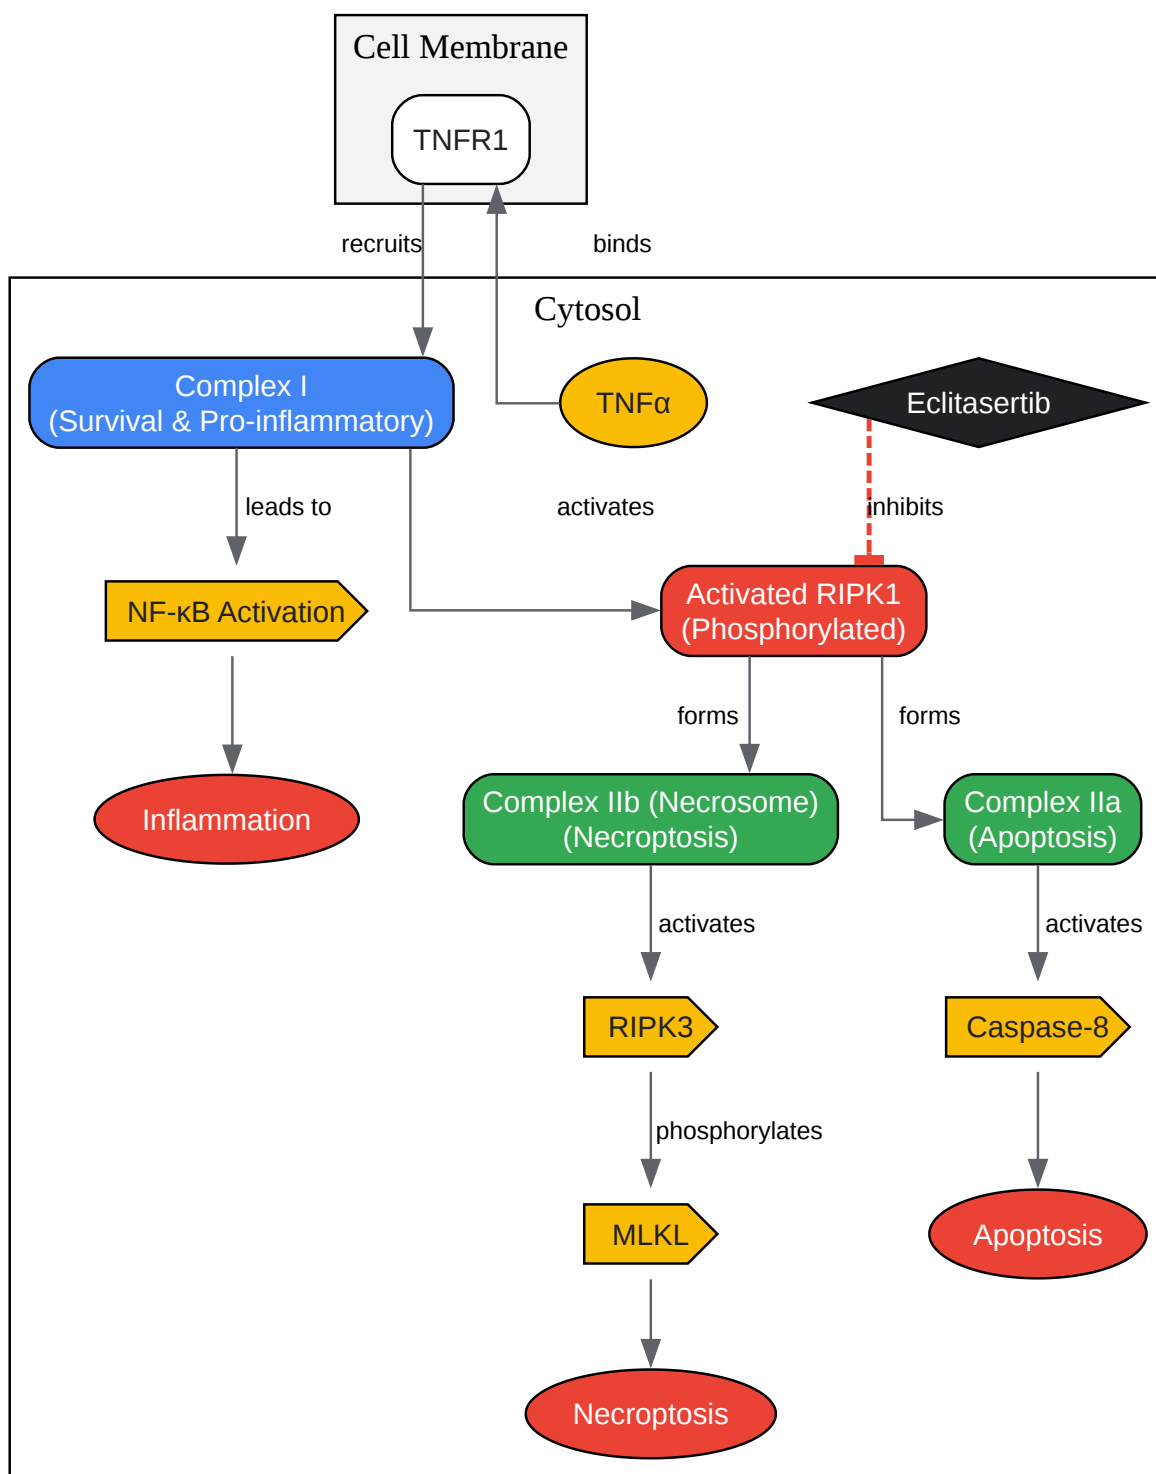 Cell Membrane
TNFR1
recruits
binds
Cytosol
Complex I
(Survival & Pro-inflammatory)
TNFα
Eclitasertib
leads to
activates
inhibits
NF-κB Activation
Activated RIPK1
(Phosphorylated)
forms
forms
Inflammation
Complex IIb (Necrosome)
(Necroptosis)
Complex IIa
(Apoptosis)
activates
activates
RIPK3
Caspase-8
phosphorylates
MLKL
Apoptosis
Necroptosis